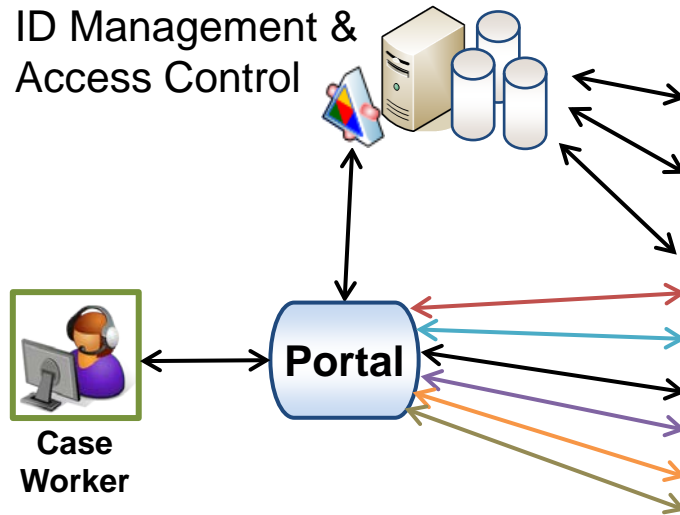 ID Management &
Access Control
Portal
Case
Worker